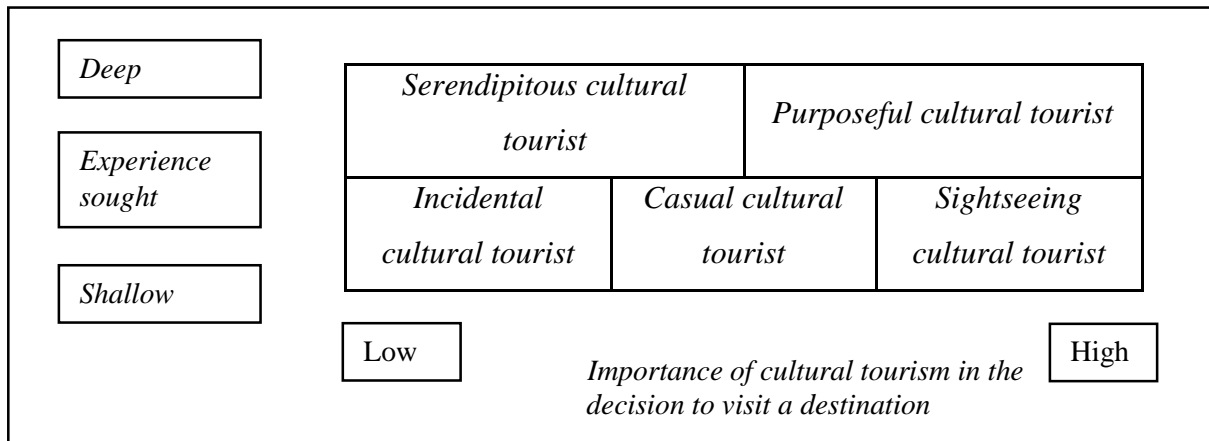 Deep
Serendipitous cultural
tourist
Purposeful cultural tourist
Experience
sought
Incidental
cultural tourist
Casual cultural
tourist
Sightseeing
cultural tourist
Shallow
Low
Importance of cultural tourism in the
decision to visit a destination
High